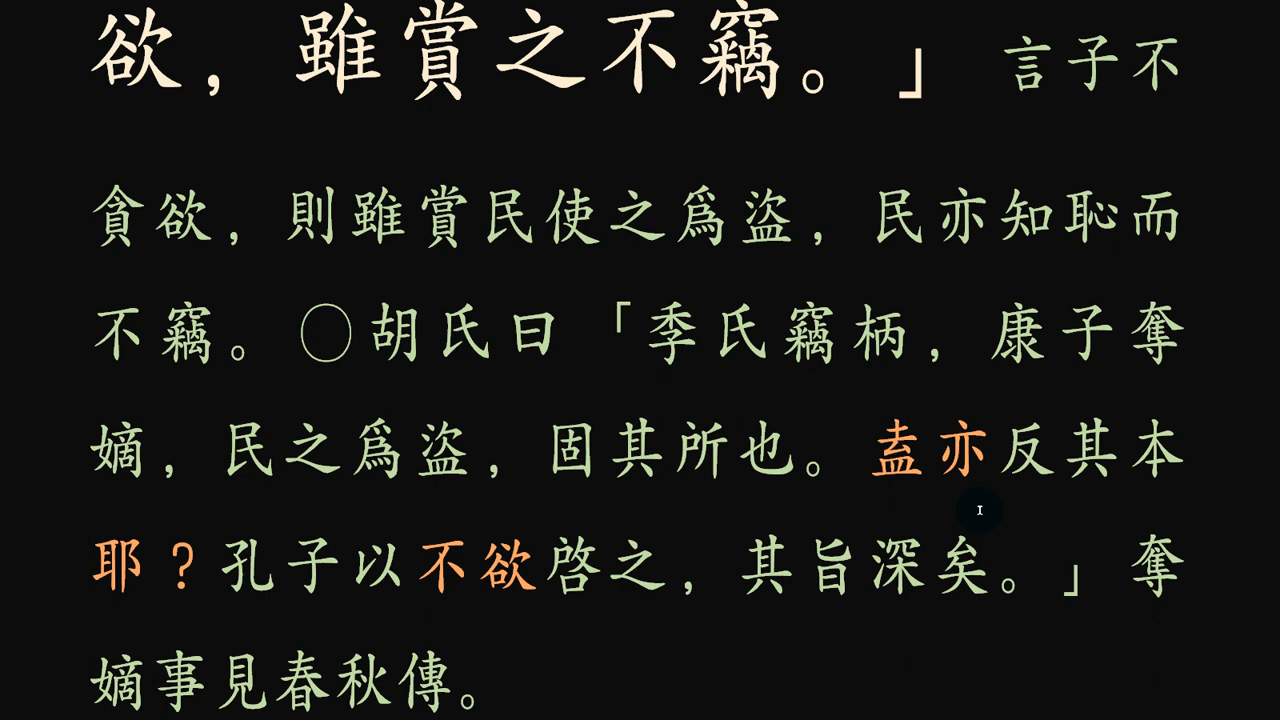 欲，雖賞之不竊。」 言子不
貪欲，則雖賞民使之爲盜，民亦知恥而
不竊。◯胡氏曰「季氏竊柄，康子奪
嫡，民之爲盜，固其所也。盍亦反其本
耶？孔子以不欲啓之，其旨深矣。」奪
嫡事見春秋傳。